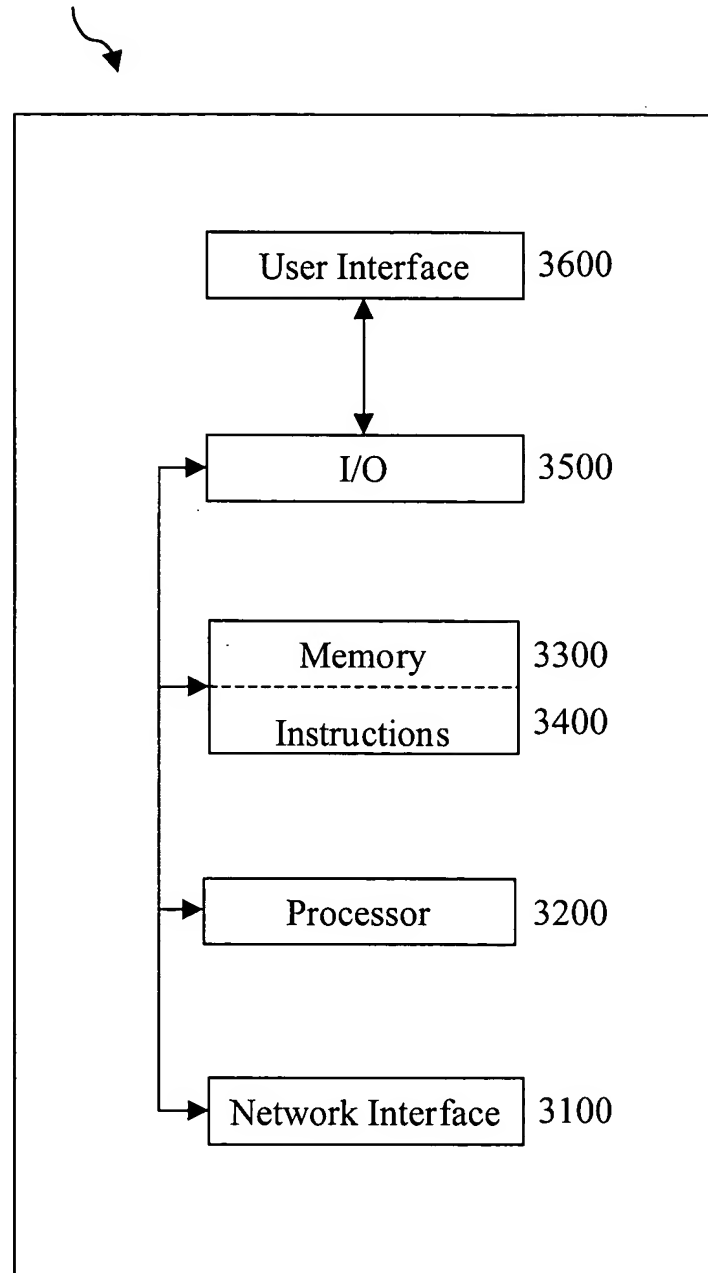 User Interface 3600
I/O 3500
Memory 3300
Instructions 3400
Processor 3200
Network Interface 3100